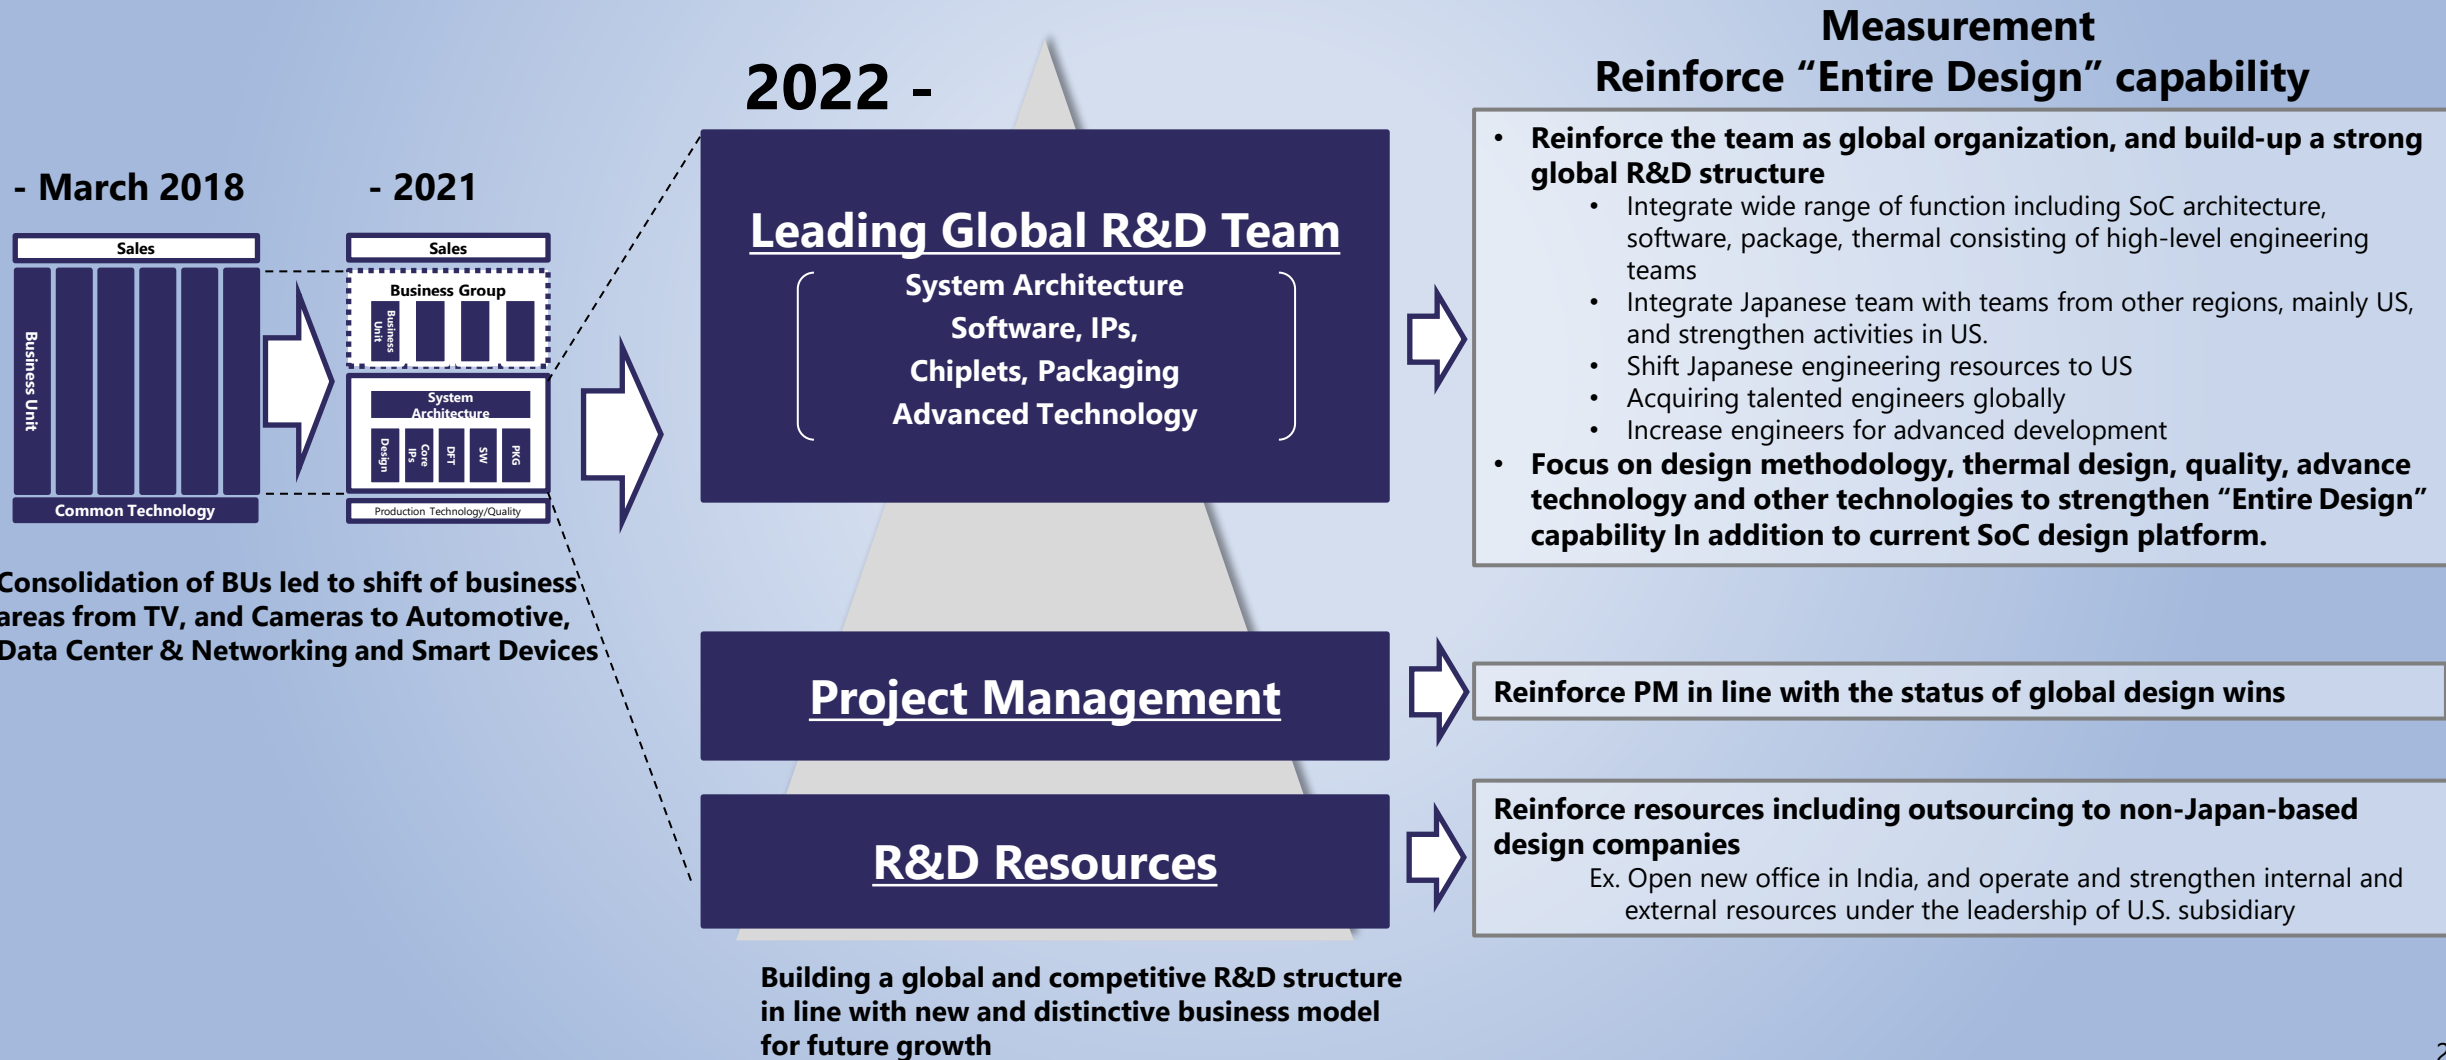 Measurement
Reinforce “Entire Design” capability
2022 -
- March 2018
- 2021
Sales
Business Unit
Common Technology
Sales
Business Group
Business
Unit
System
Architecture
Design
Core
IPs
DFT
SW
PKG
Production Technology/Quality
Consolidation of BUs led to shift of business
areas from TV, and Cameras to Automotive,
Data Center & Networking and Smart Devices
Leading Global R&D Team
System Architecture
Software, IPs,
Chiplets, Packaging
Advanced Technology
Project Management
R&D Resources
Building a global and competitive R&D structure
in line with new and distinctive business model
for future growth
• Reinforce the team as global organization, and build-up a strong
global R&D structure
• Integrate wide range of function including SoC architecture,
software, package, thermal consisting of high-level engineering
teams
• Integrate Japanese team with teams from other regions, mainly US,
and strengthen activities in US.
• Shift Japanese engineering resources to US
• Acquiring talented engineers globally
• Increase engineers for advanced development
• Focus on design methodology, thermal design, quality, advance
technology and other technologies to strengthen “Entire Design”
capability In addition to current SoC design platform.
Reinforce PM in line with the status of global design wins
Reinforce resources including outsourcing to non-Japan-based
design companies
Ex. Open new office in India, and operate and strengthen internal and
external resources under the leadership of U.S. subsidiary